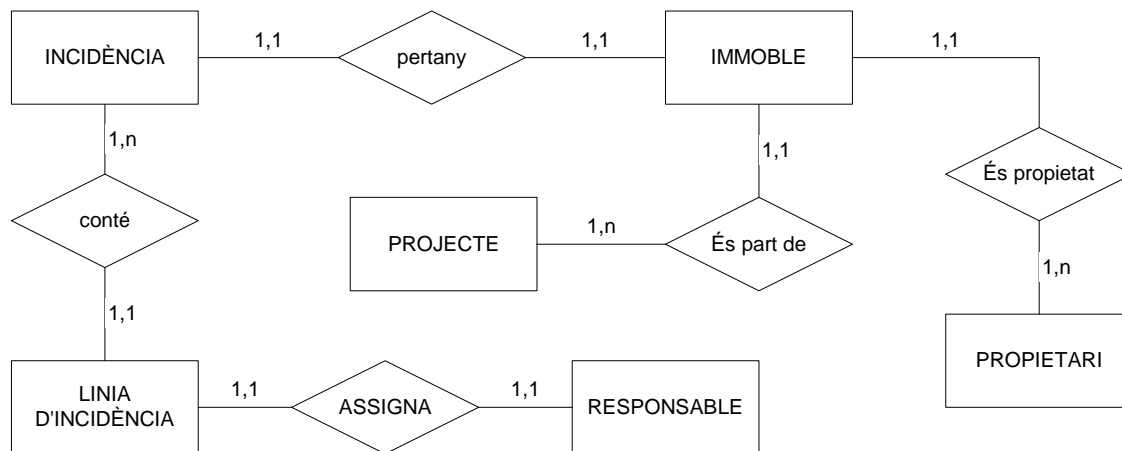 INCIDÈNCIA
1,1
pertany
1,1
IMMOBLE
1,1
1,n
1,1
És propietat
conté
PROJECTE
1,n
És part de
1,n
1,1
LINIA
D'INCIDÈNCIA
1,1
ASSIGNA
1,1
RESPONSABLE
PROPIETARI